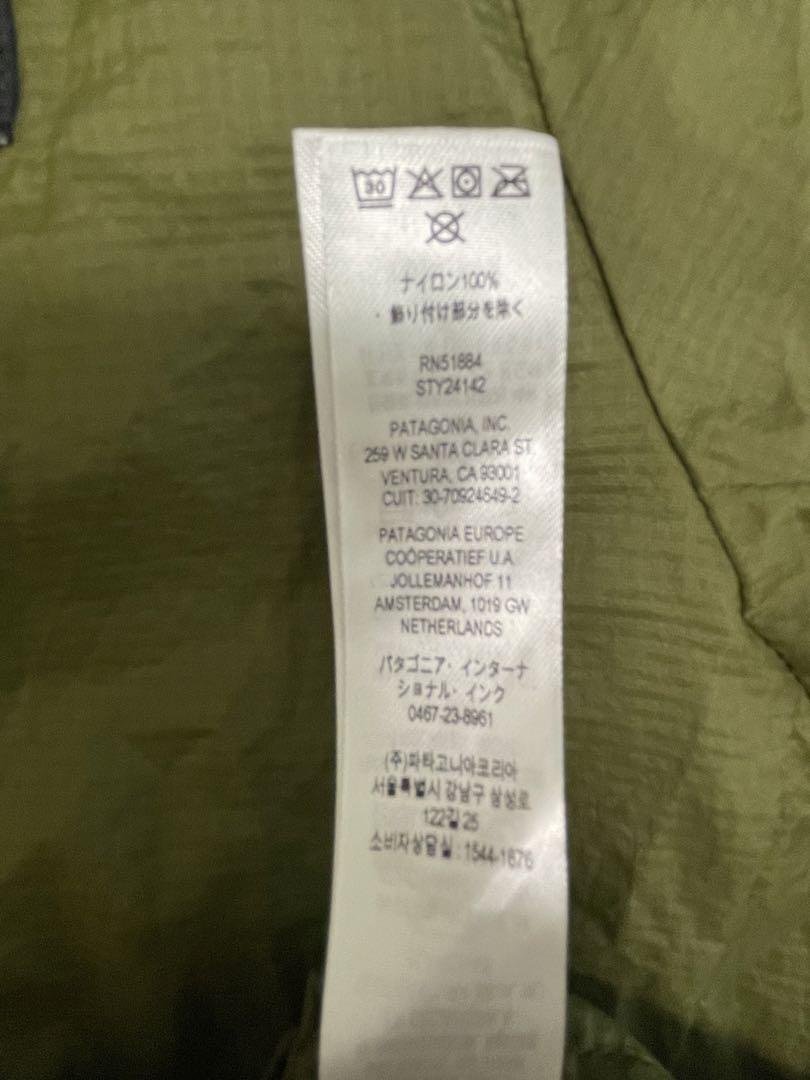 30
ナイロン100%
・飾り付け部分を除く
RN51884
STY24142
PATAGONIA, INC.
259 W SANTA CLARA ST.
VENTURA, CA 93001
CUIT: 30-70924649-2
PATAGONIA EUROPE
COÖPERATIEF U.A.
JOLLEMANHOF 11
AMSTERDAM, 1019 GW
NETHERLANDS
パタゴニア・インターナ
ショナル・インク
0467-23-8961
(주)파타고니아코리아
서울특별시 강남구 삼성로
122길 25
소비자상담실 : 1544-1876